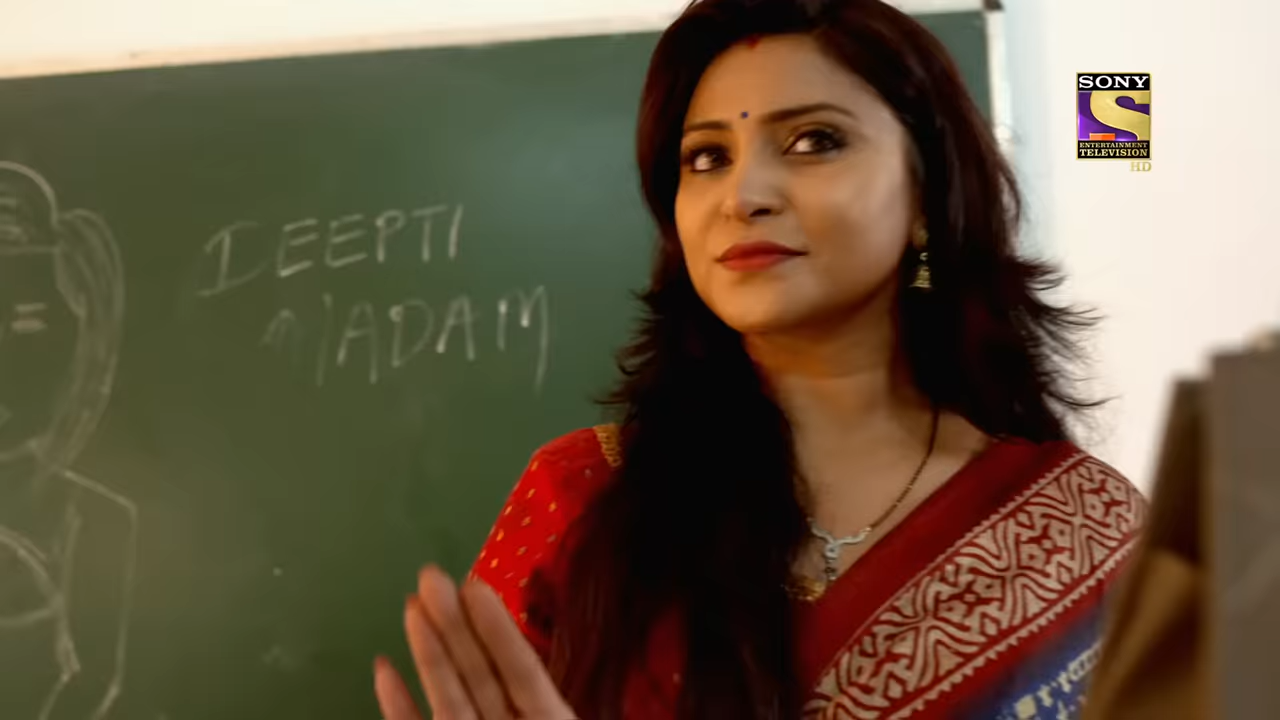 DEEPTI
MADAM
SONY
ENTERTAINMENT
TELEVISION
HD